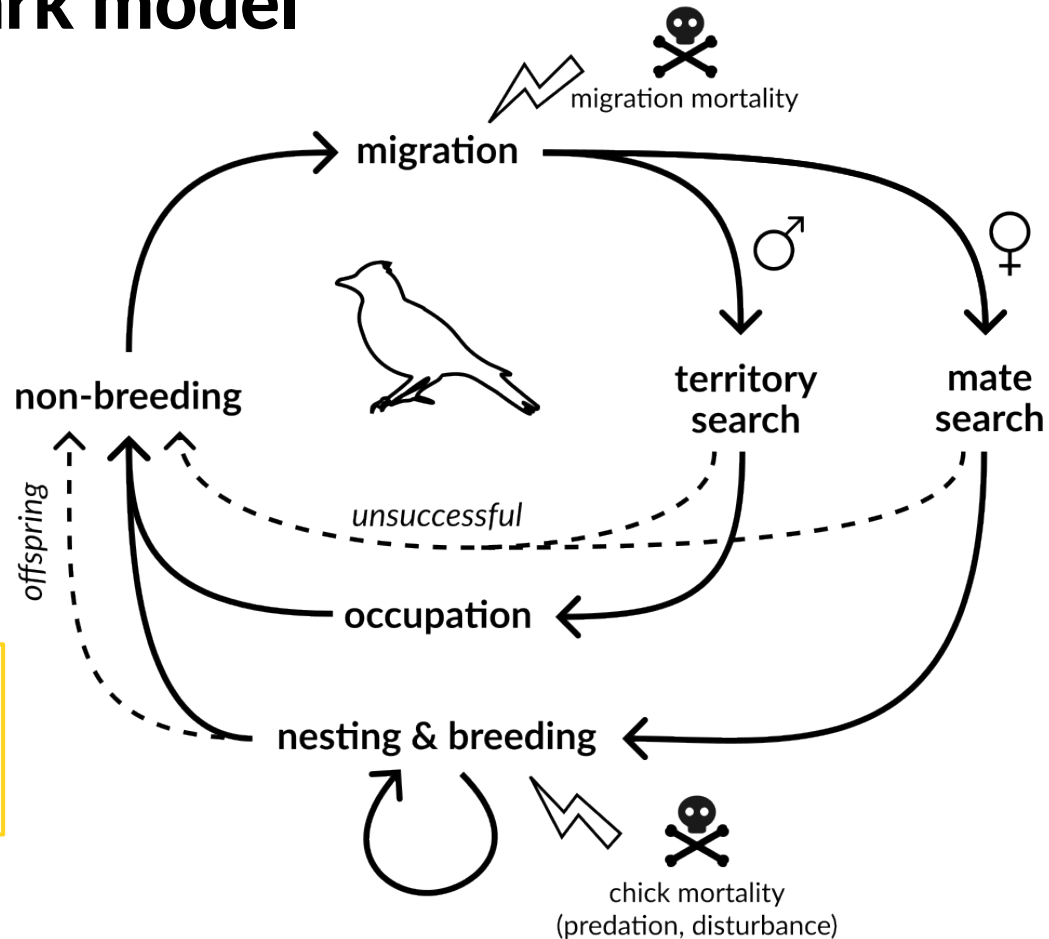 model
migration mortality
migration
♂
♀
non-breeding
territory
search
mate
search
unsuccessful
offspring
occupation
nesting & breeding
chick mortality
(predation, disturbance)